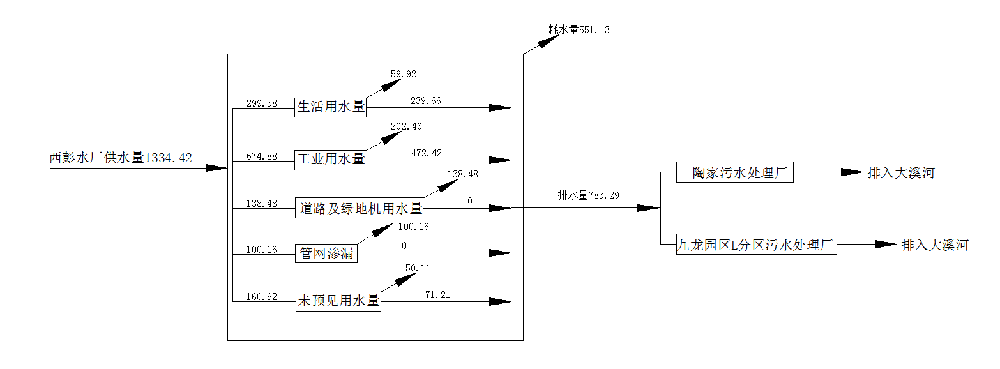 耗水量551.13
59.92
299.58
生活用水量
239.66
202.46
西彭水厂供水量1334.42
674.88
工业用水量
472.42
陶家污水处理厂
排入大溪河
138.48
138.48
道路及绿地机用水量
0
排水量783.29
100.16
100.16
管网渗漏
0
九龙园区L分区污水处理厂
排入大溪河
50.11
160.92
未预见用水量
71.21